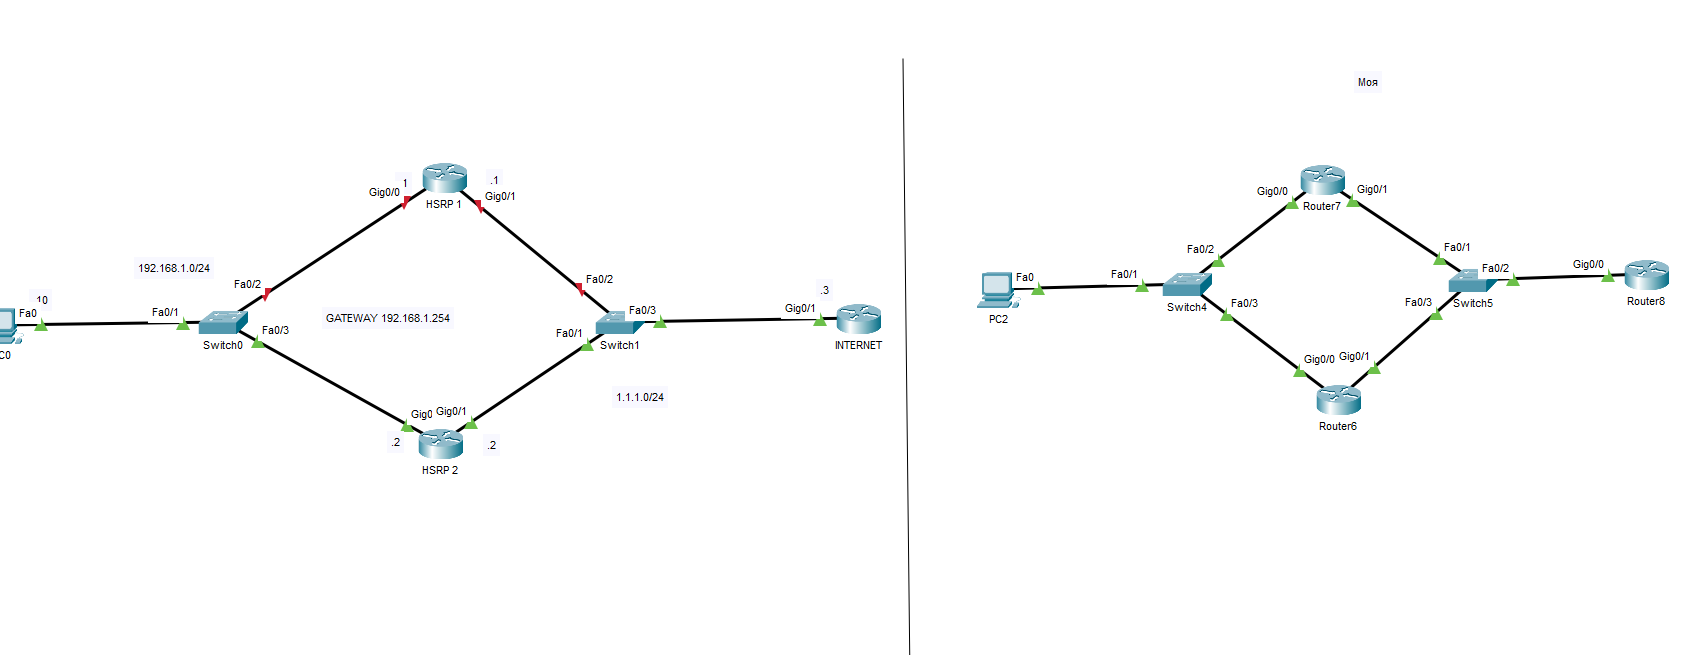 Gig0/0
1
.1
Gig0/1
HSRP 1
192.168.1.0/24
Fa0/2
10
Fa0
C0
Fa0/1
Switch0
Fa0/3
GATEWAY 192.168.1.254
Fa0/2
Fa0/3
Fa0/1
Switch1
.3
Gig0/1
INTERNET
1.1.1.0/24
Gig0
Gig0/1
.2
.2
HSRP 2
Моя
Gig0/0
Gig0/1
Router7
Fa0/2
Fa0/1
Fa0
Fa0/1
PC2
Switch4
Fa0/3
Fa0/2
Fa0/3
Switch5
Gig0/0
Router8
Gig0/0
Gig0/1
Router6